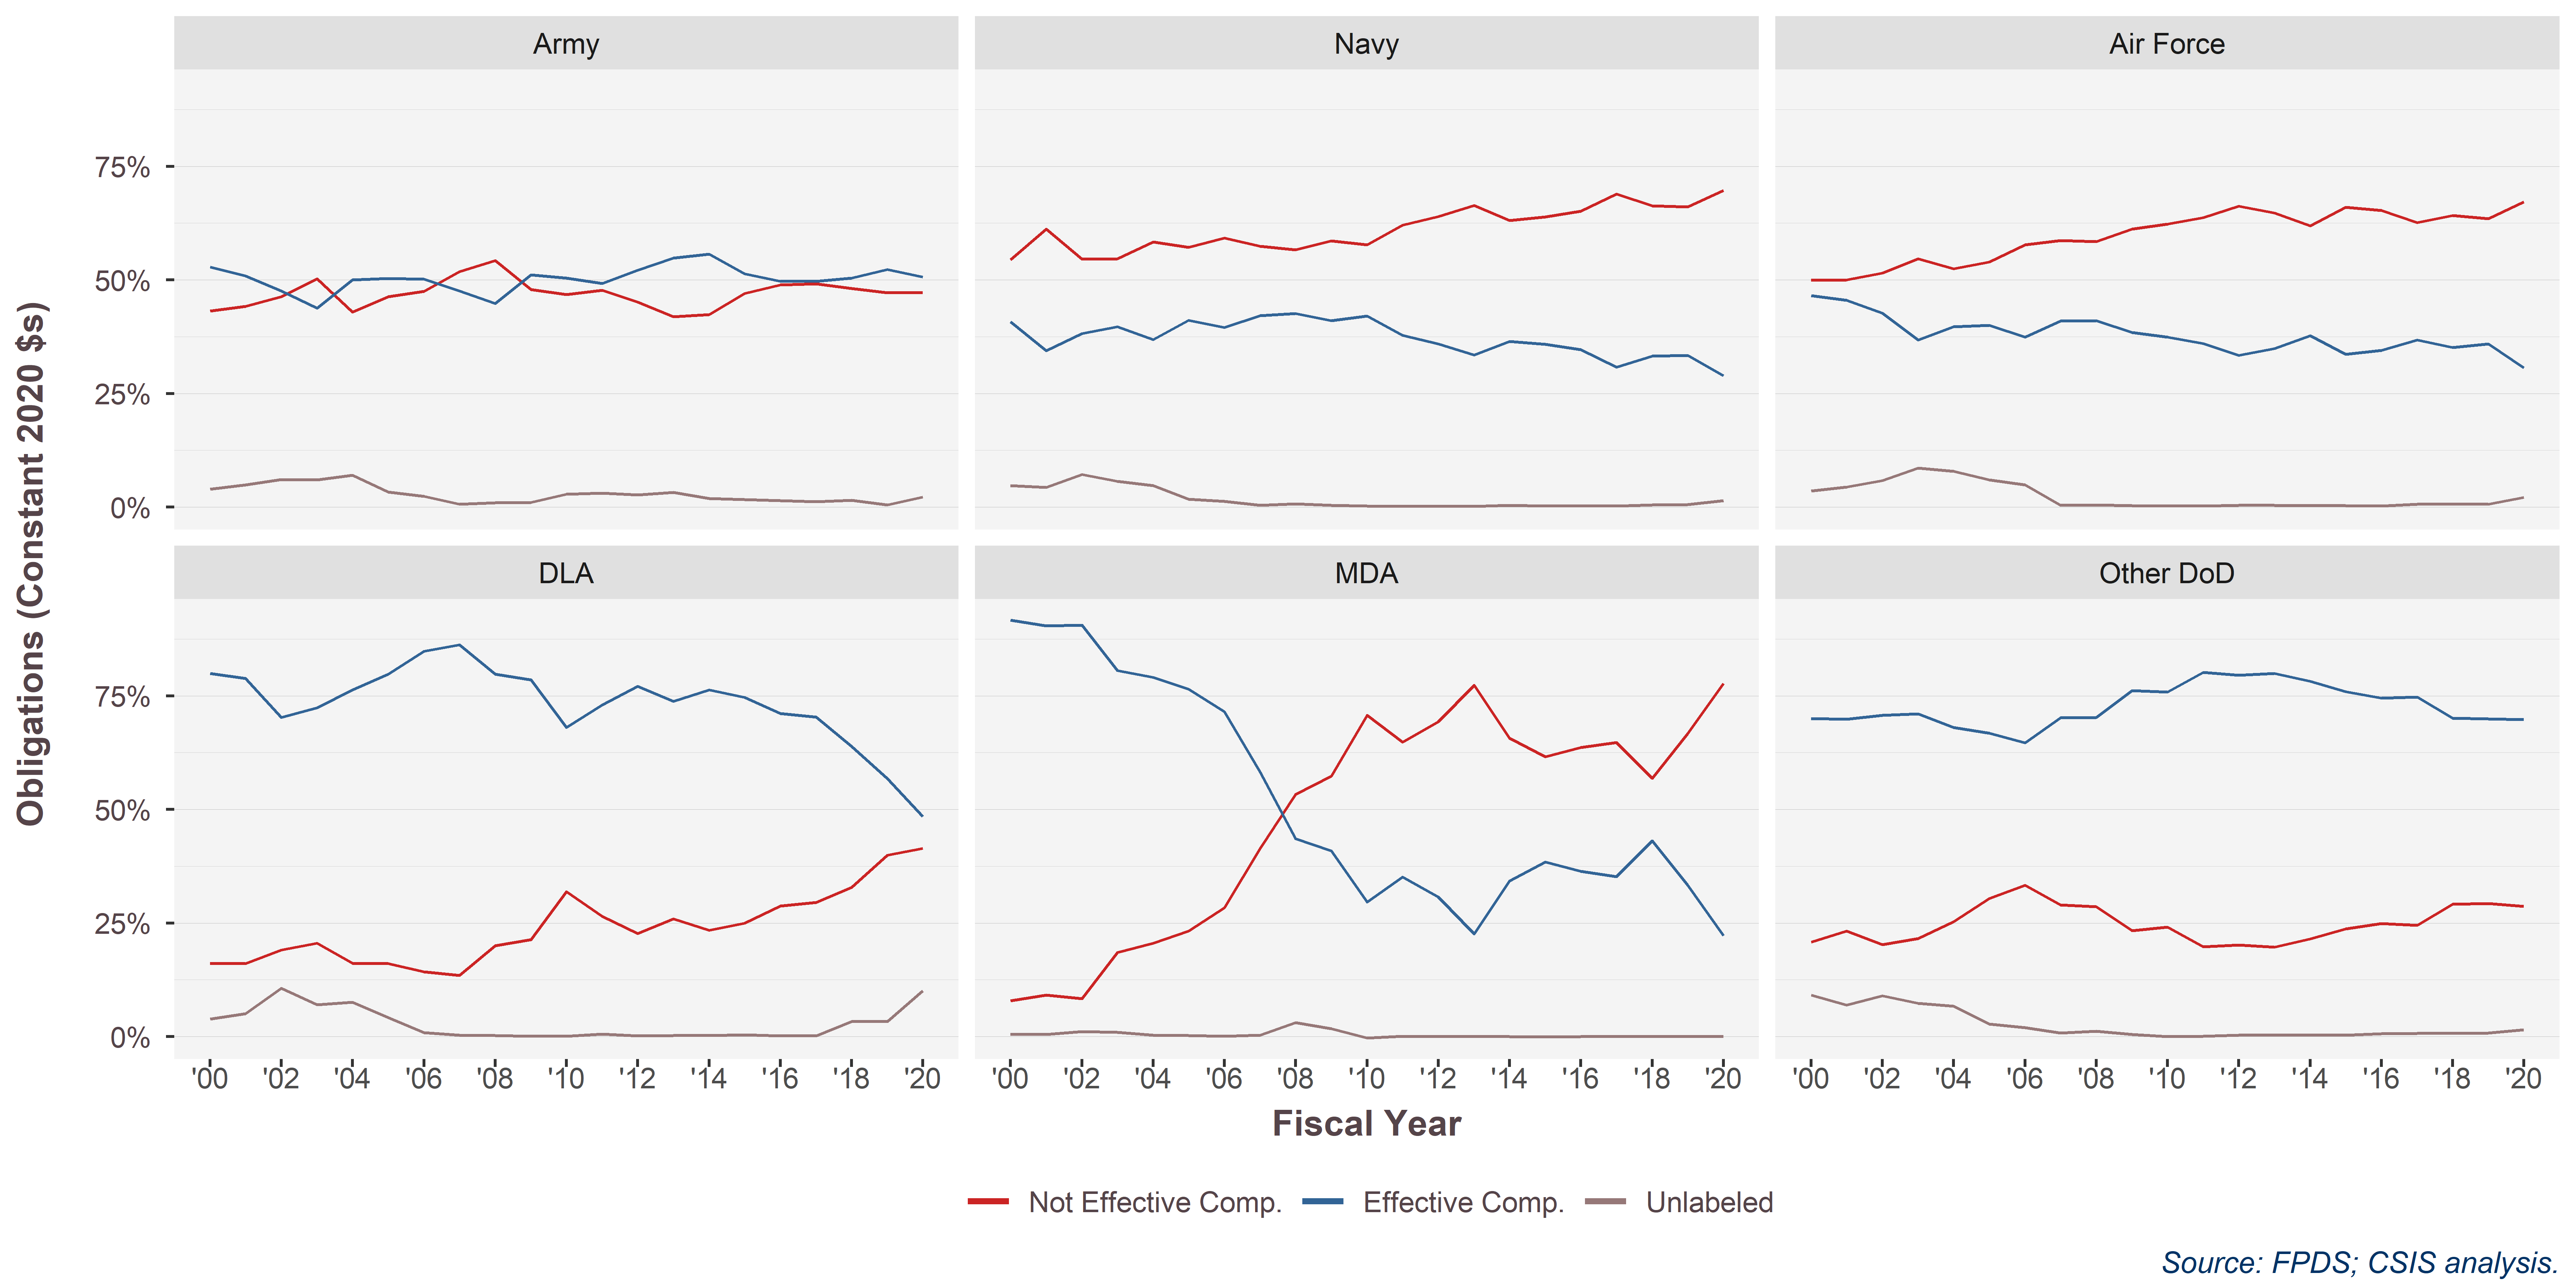 Army
Navy
Air Force
75%
50%
25%
0%
DLA
MDA
Other DoD
75%
50%
25%
0%
Obligations (Constant 2020 $s)
'00 '02 '04 '06 '08 '10 '12 '14 '16 '18 '20
'00 '02 '04 '06 '08 '10 '12 '14 '16 '18 '20
'00 '02 '04 '06 '08 '10 '12 '14 '16 '18 '20
Fiscal Year
Not Effective Comp. Effective Comp. Unlabeled
Source: FPDS; CSIS analysis.